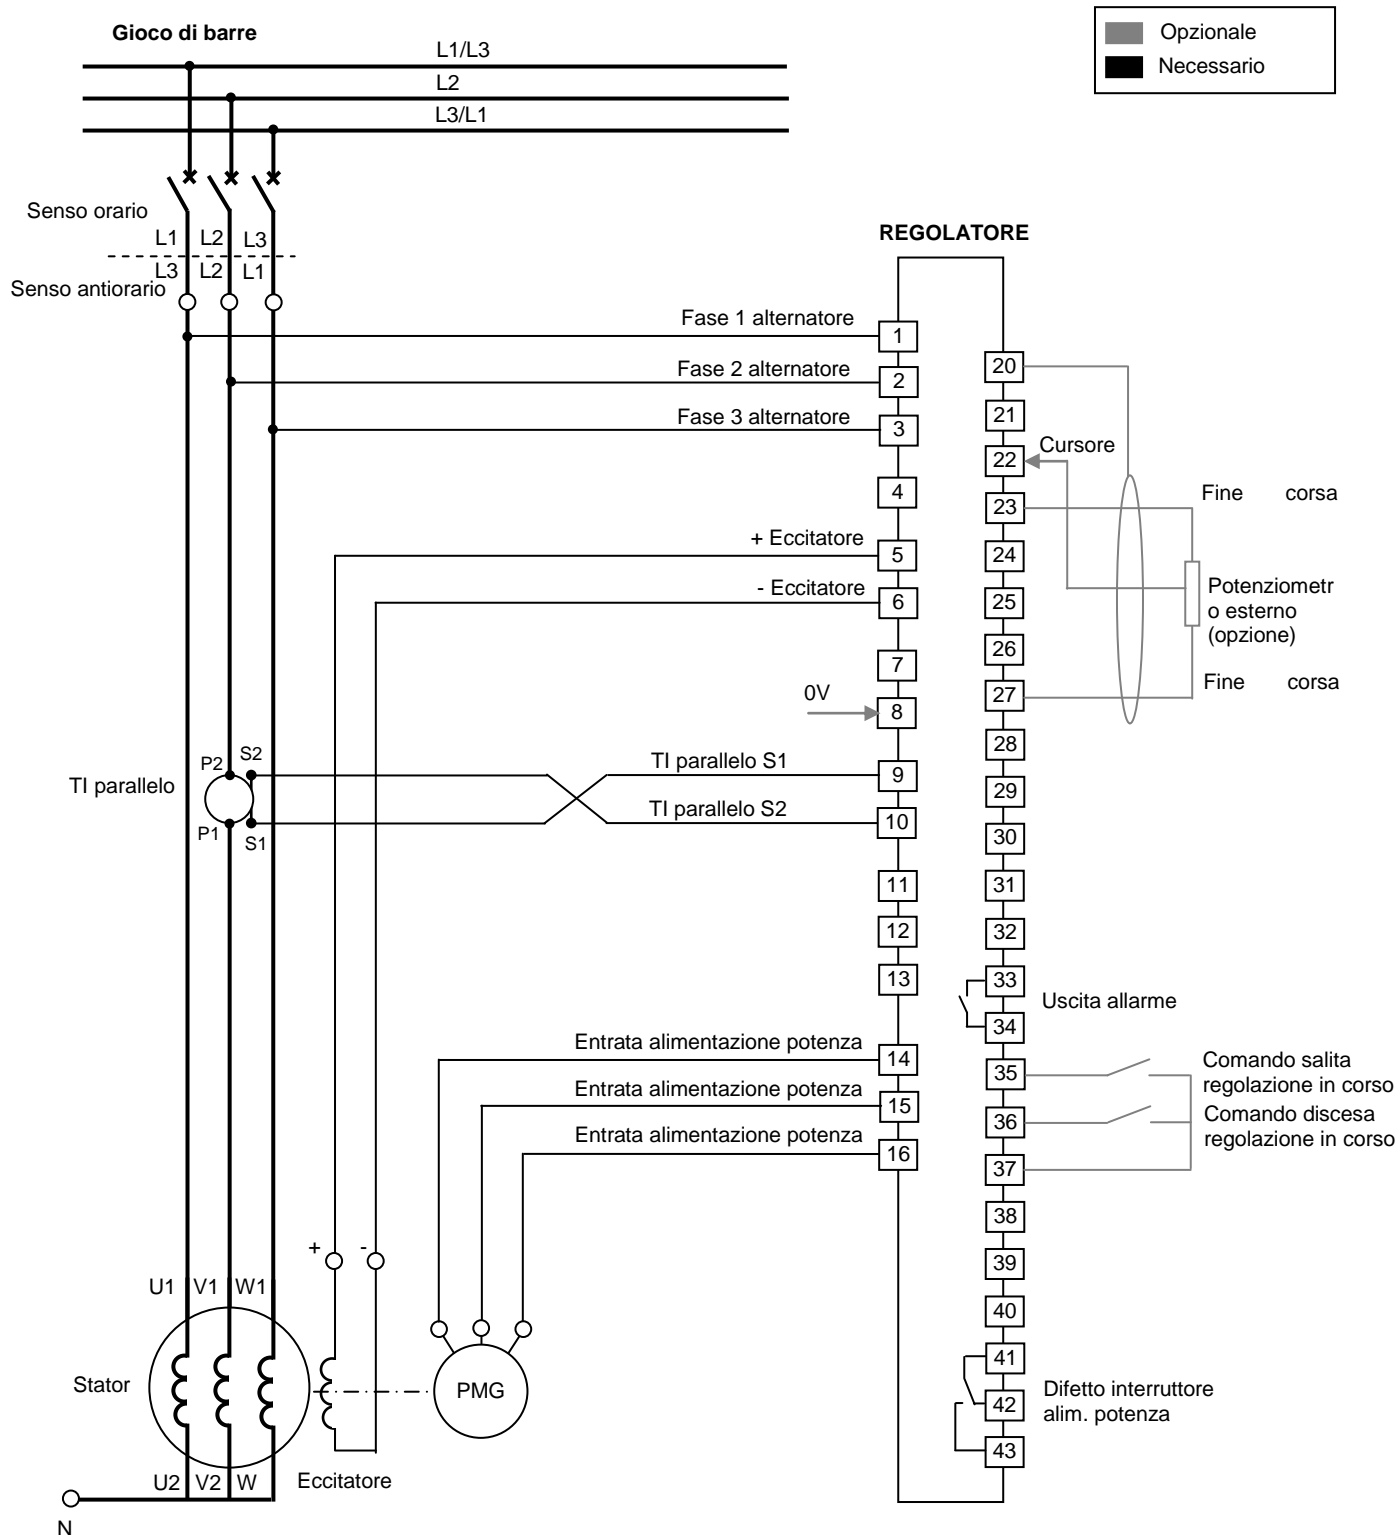 Gioco di barre
L1/L3
L2
L3/L1
Opzionale
Necessario
Senso orario
L1
L2
L3
L3
L2
L1
Senso antiorario
REGOLATORE
Fase 1 alternatore
1
Fase 2 alternatore
2
Fase 3 alternatore
3
4
+ Eccitatore
5
- Eccitatore
6
7
0V
8
TI parallelo
P2
S2
P1
S1
TI parallelo S1
9
TI parallelo S2
10
11
12
13
Entrata alimentazione potenza
14
Entrata alimentazione potenza
15
Entrata alimentazione potenza
16
20
21
22
Cursore
23
Fine corsa
24
25
Potenziometr
o esterno
(opzione)
26
27
Fine corsa
28
29
30
31
32
33
Uscita allarme
34
35
Comando salita
regolazione in corso
36
Comando discesa
regolazione in corso
37
38
39
40
41
42
Difetto interruttore
alim. potenza
43
+
-
U1
V1
W1
Stator
PMG
U2
V2
W
Eccitatore
N